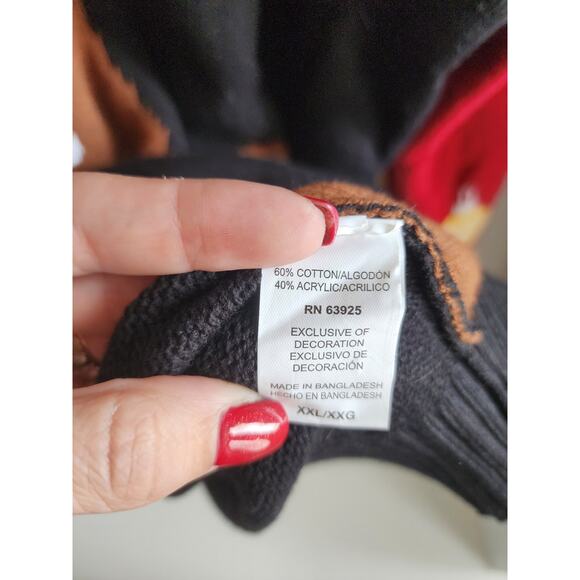 60% COTTON/ALGODÓN
40% ACRYLIC/ACRILICO
RN 63925
EXCLUSIVE OF
DECORATION
EXCLUSIVO DE
DECORACIÓN
MADE IN BANGLADESH
HECHO EN BANGLADESH
XXL/XXG